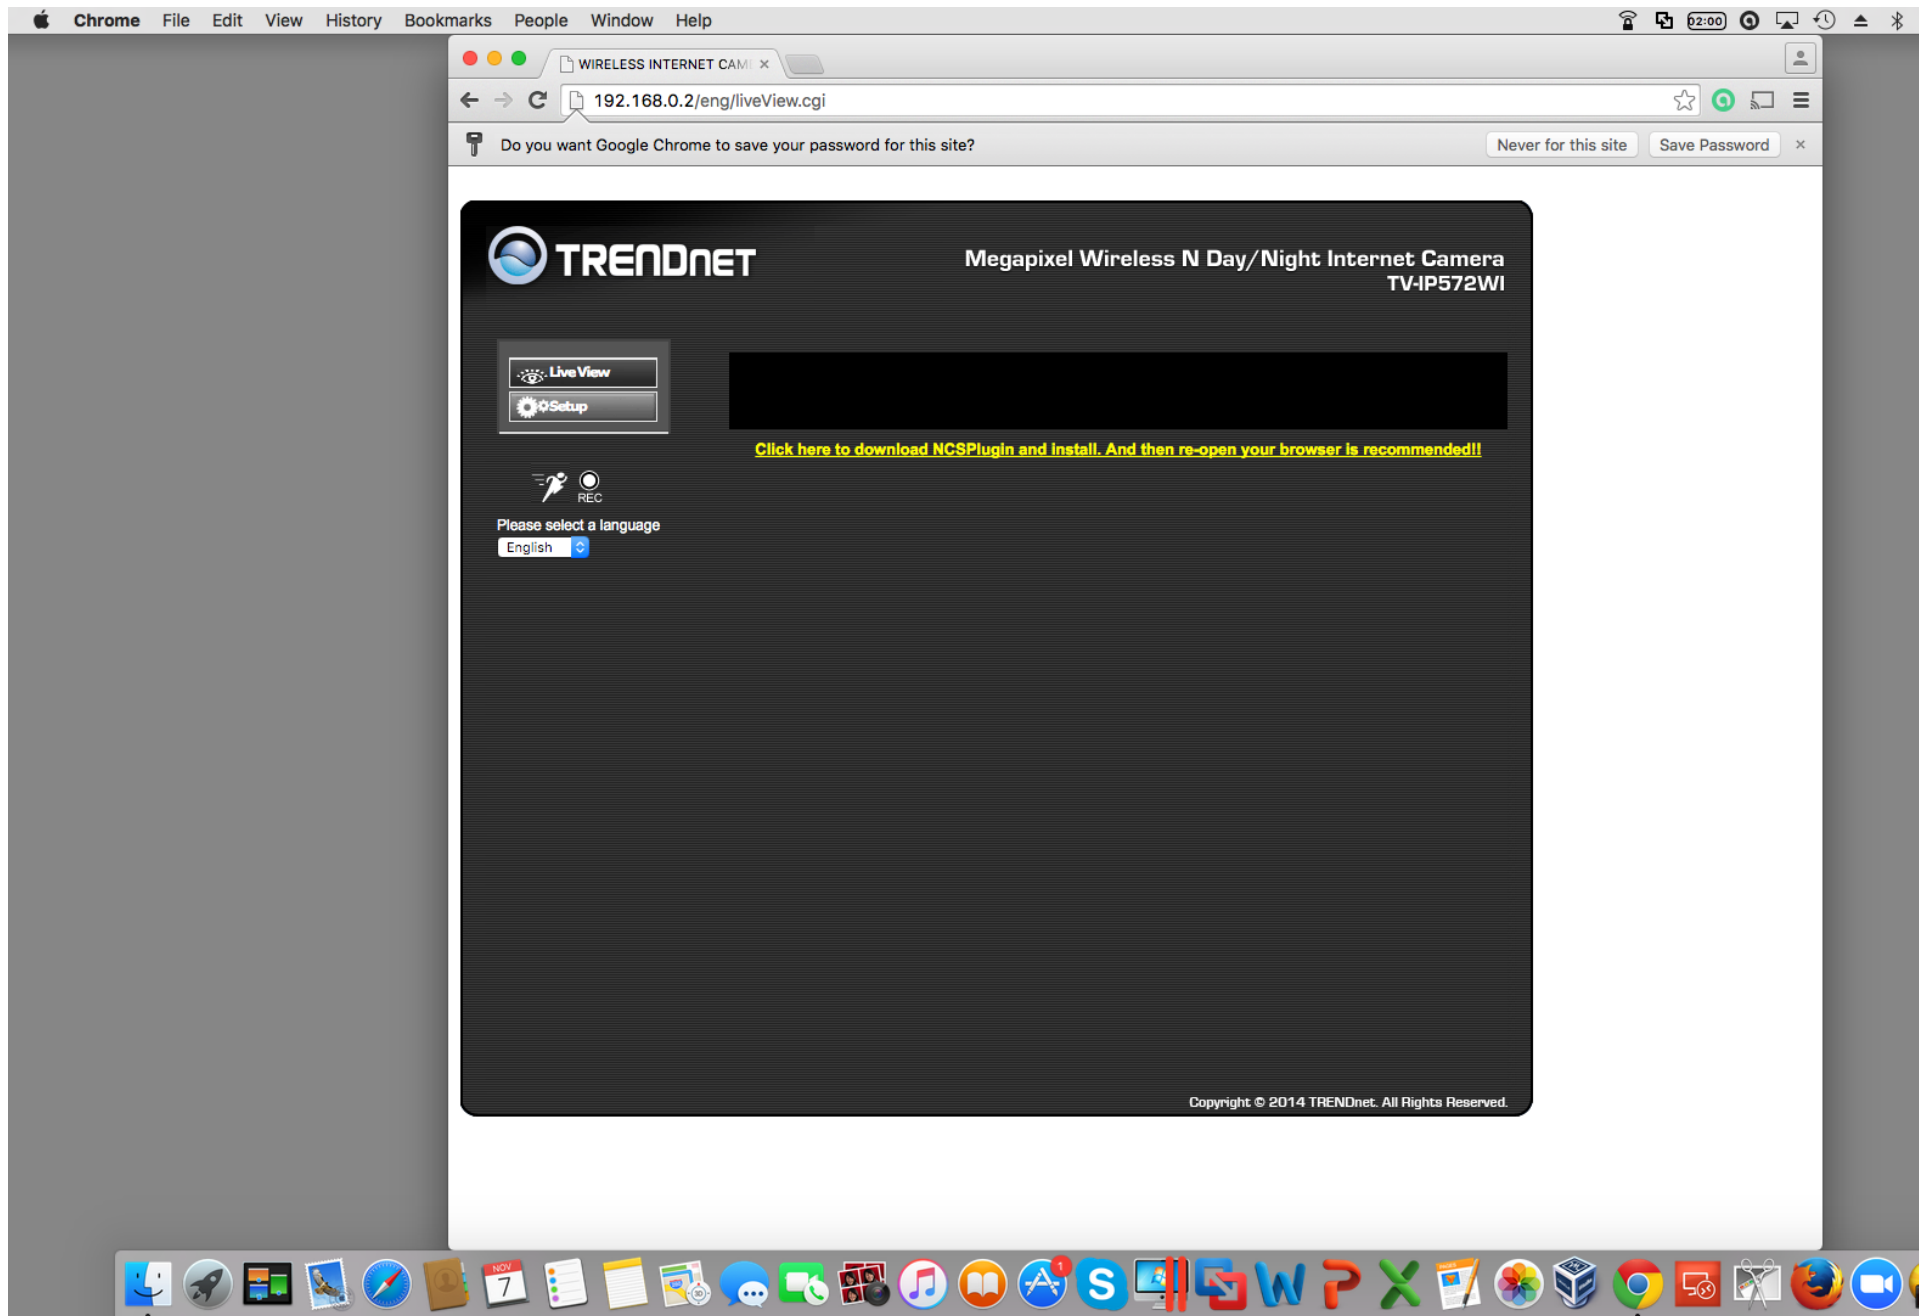 Chrome File Edit View History Bookmarks People Window Help 02:00
WIRELESS INTERNET CAM
192.168.0.2/eng/liveView.cgi
Do you want Google Chrome to save your password for this site? Never for this site Save Password
TRENDNET
Megapixel Wireless N Day/Night Internet Camera
TV-IP572WI
Live View
Setup
Click here to download NCSPlugin and install. And then re-open your browser is recommended!!
REC
Please select a language
English
Copyright © 2014 TRENDnet. All Rights Reserved.
NOV
7
3D
1
S
W
P
X